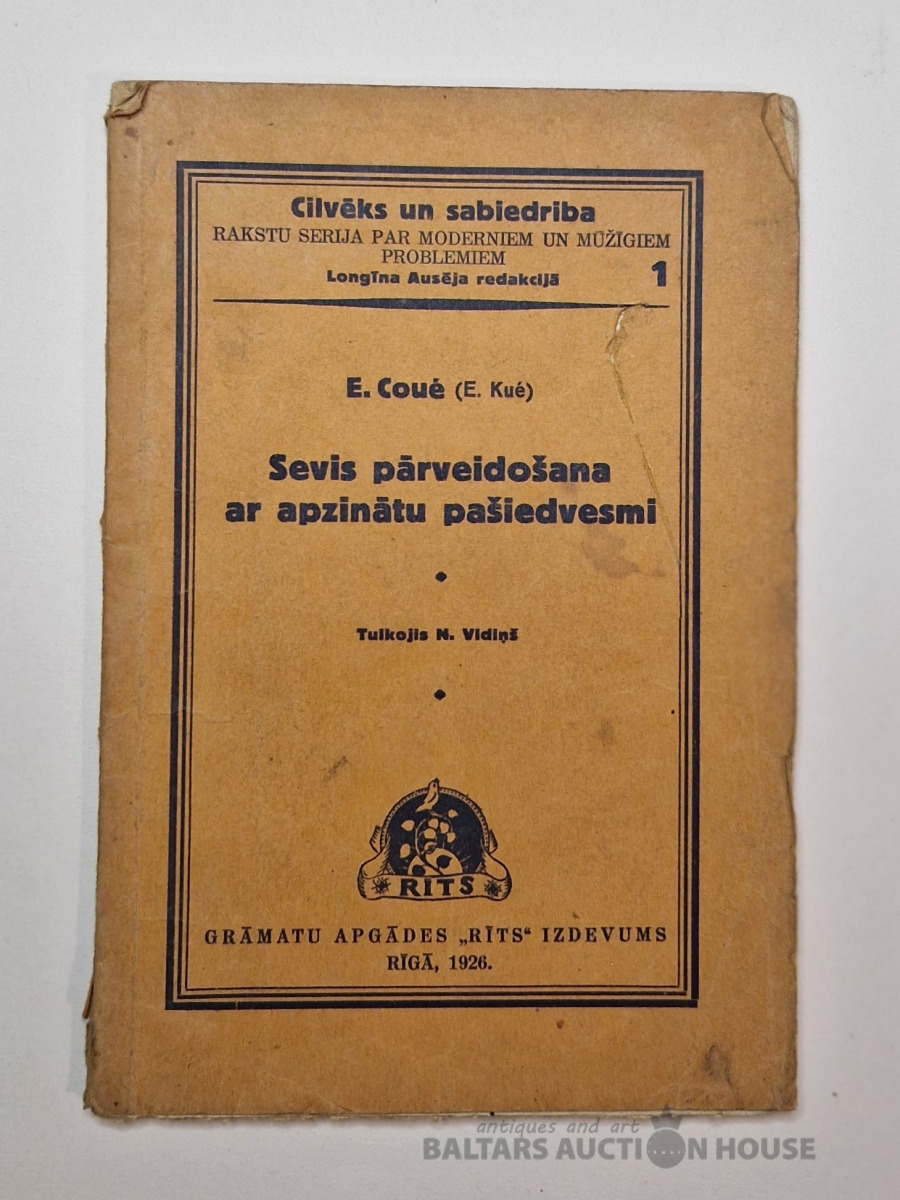 Cilvēks un sabiedriba
RAKSTU SERIJA PAR MODERNIEM UN MŪŽĪGIEM
PROBLEMIEM
Longīna Ausēja redakcijā
1
E. Coué (E. Kué)
Sevis pārveidošana
ar apzinātu pašiedvesmi
Tulkojis N. Vidiņš
RĪTS
GRĀMATU APGĀDES „RĪTS“ IZDEVUMS
RĪGĀ, 1926.
antiques and art
BALTARS AUCTION HOUSE